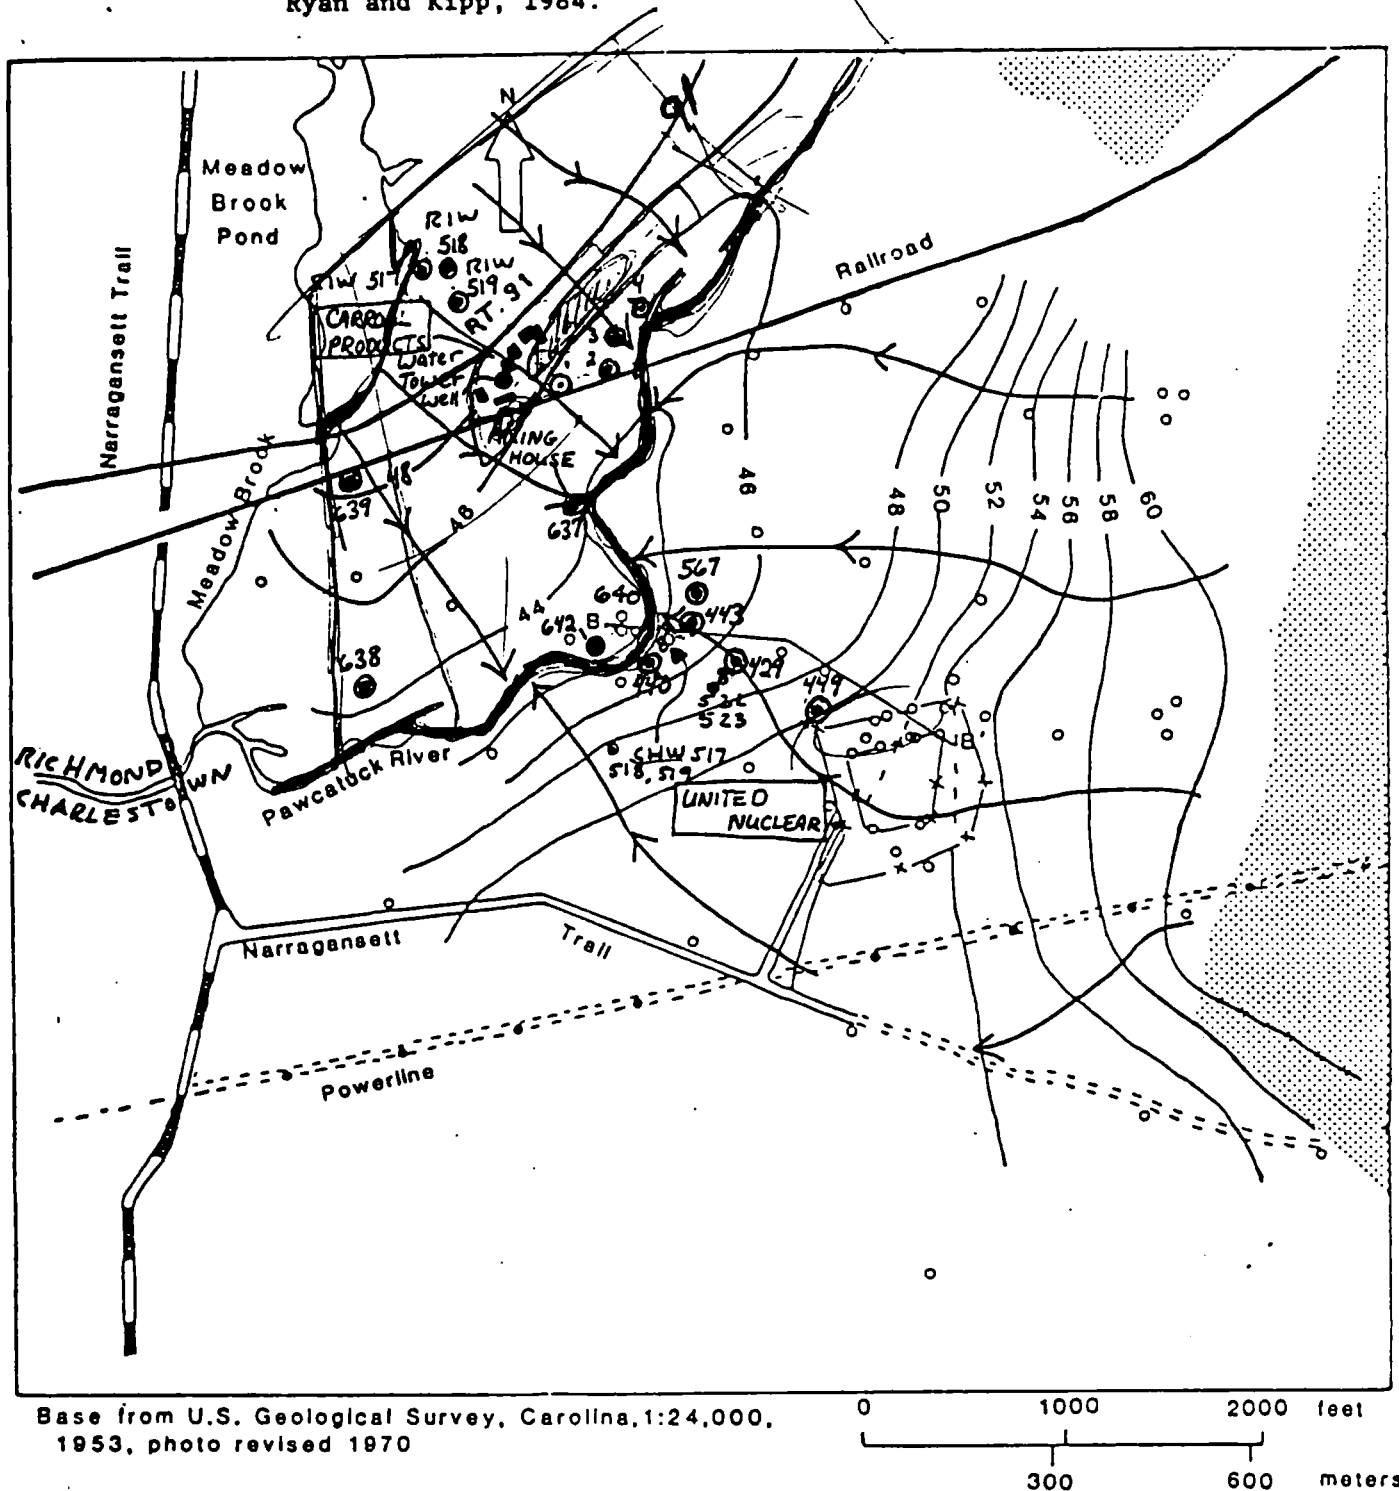 Ryan and Kipp, 1984.
N
Meadow
Brook
Pond
Narragansett Trail
RIW
518
RIW
519
RIW 517
RT. 91
CARROL
PRODUCTS
Water
Tower
Well
4
3
2
Railroad
HOUSE
Meadow Brook
639
48
46
637
46
48
50
52
54
56
58
60
567
640
443
44
642
B
638
440
429
449
522
523
CHW 517
518, 519
B'
RICHMOND
CHARLESTOWN
Pawcatuck River
UNITED
NUCLEAR
Narragansett
Trail
Powerline
Base from U.S. Geological Survey, Carolina, 1:24,000,
1953, photo revised 1970
0 1000 2000 feet
300 600 meters